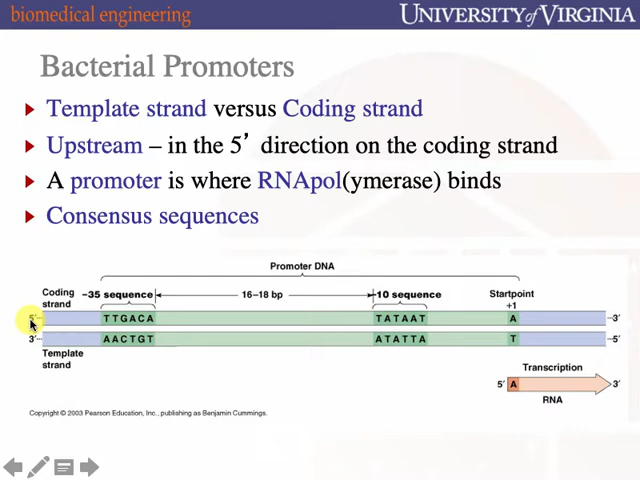 biomedical engineering
UNIVERSITY of VIRGINIA
Bacterial Promoters
Template strand versus Coding strand
Upstream – in the 5’ direction on the coding strand
A promoter is where RNApol(ymerase) binds
Consensus sequences
Promoter DNA
Coding strand
–35 sequence
16–18 bp
–10 sequence
Startpoint +1
5′ TTGACA TATAAT A –3′
3′ AACTGT ATATTA T –5′
Template strand
Transcription
5′ A 3′
RNA
Copyright © 2003 Pearson Education, Inc., publishing as Benjamin Cummings.